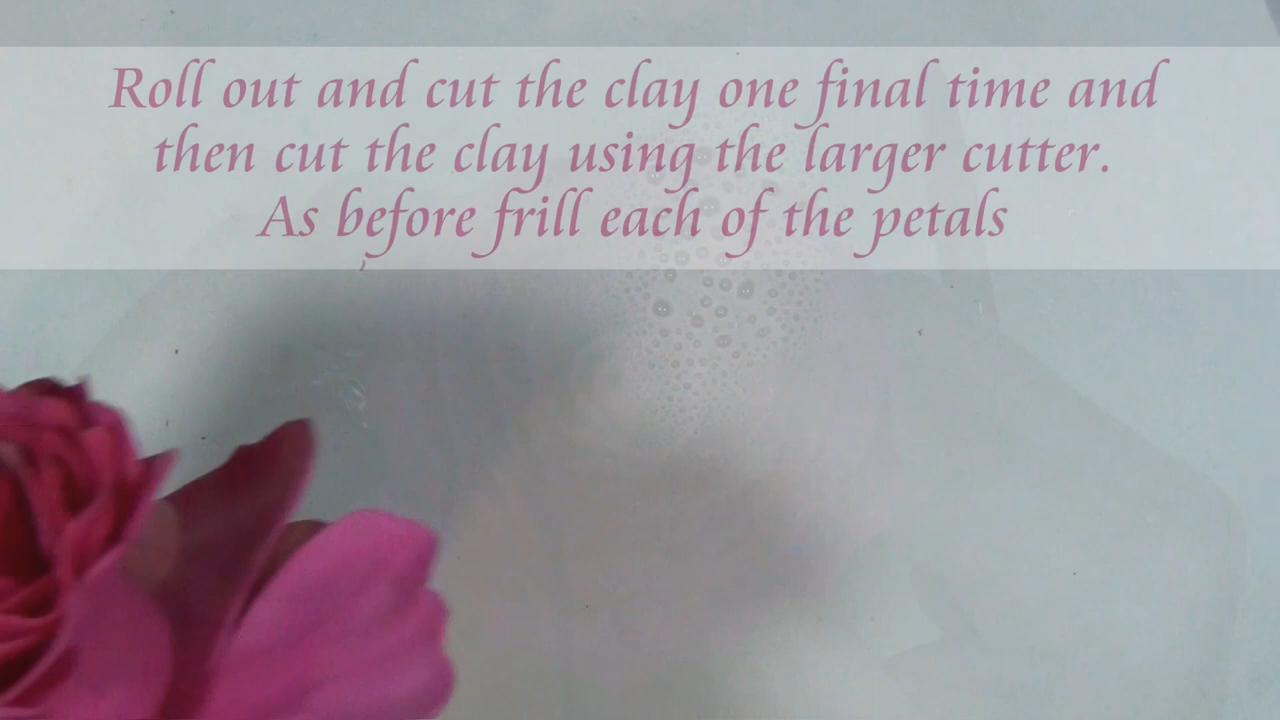 Roll out and cut the clay one final time and
then cut the clay using the larger cutter.
As before frill each of the petals